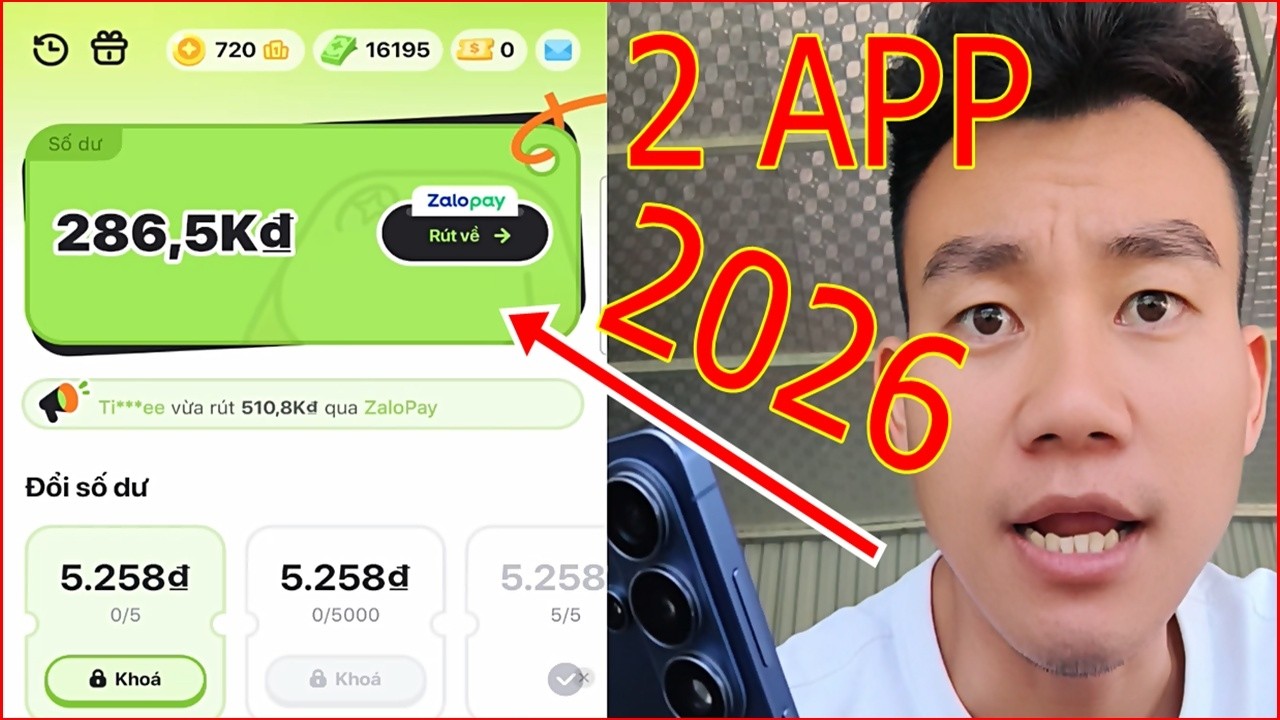 720
16195
0
Số dư
286,5Kđ
Zalopay
Rút về →
Ti***ee vừa rút 510,8Kđ qua ZaloPay
Đổi số dư
5.258đ
0/5
Khoá
5.258đ
0/5000
Khoá
5.258
5/5
2 APP
2026